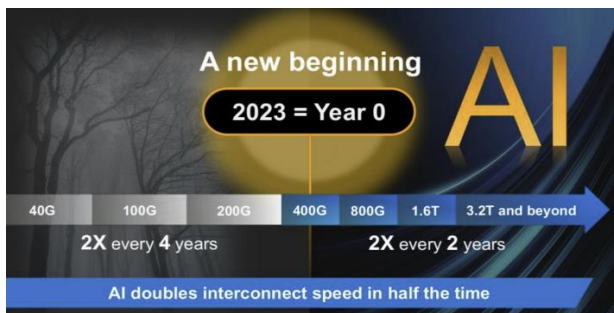 A new beginning
AI
2023 = Year 0
40G 100G 200G 400G 800G 1.6T 3.2T and beyond
2X every 4 years 2X every 2 years
AI doubles interconnect speed in half the time